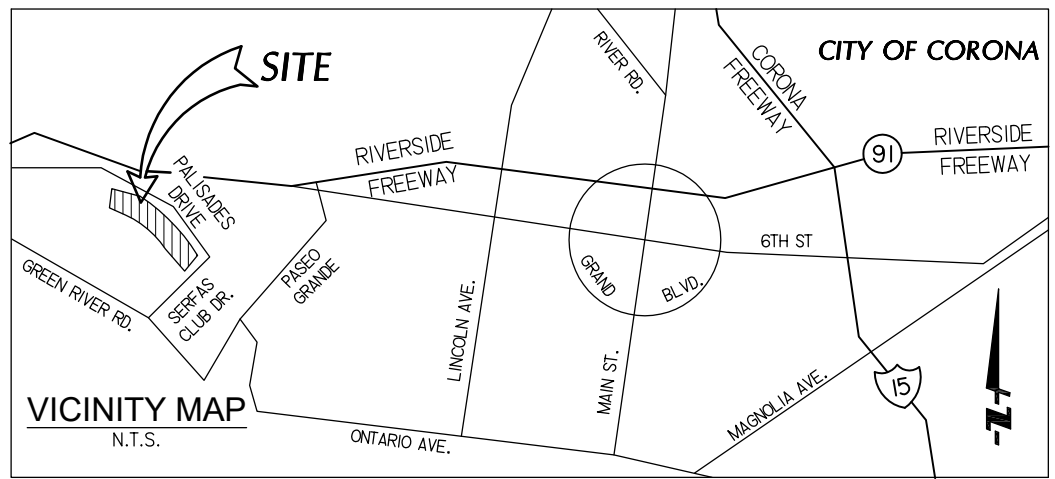 SITE
CITY OF CORONA
RIVER RD.
CORONA
FREEWAY
RIVERSIDE
FREEWAY
91
RIVERSIDE
FREEWAY
PALISADES
DRIVE
6TH ST
GRAND
BLVD.
PASEO
GRANDE
GREEN RIVER RD.
SERFAS
CLUB DR.
LINCOLN AVE.
MAIN ST.
MAGNOLIA AVE.
15
N
VICINITY MAP
N.T.S.
ONTARIO AVE.